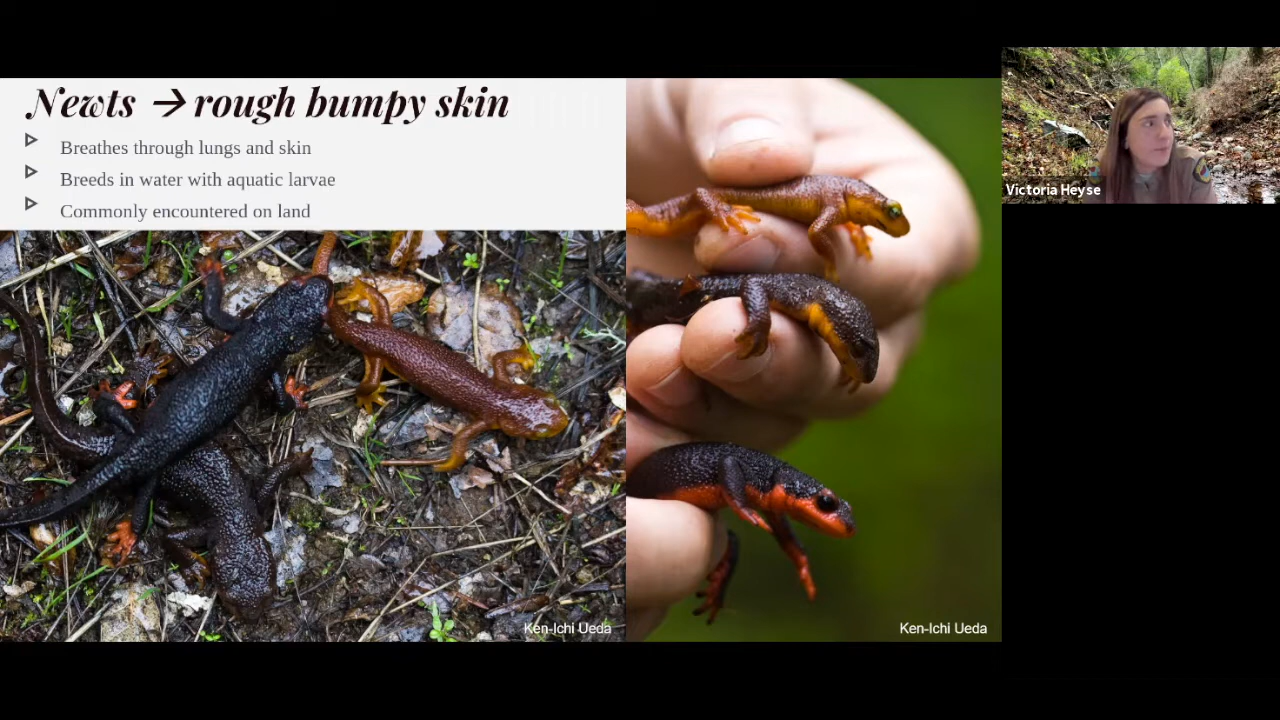 Newts → rough bumpy skin
Breathes through lungs and skin
Breeds in water with aquatic larvae
Commonly encountered on land
Ken-Ichi Ueda
Ken-Ichi Ueda
Victoria Heyse